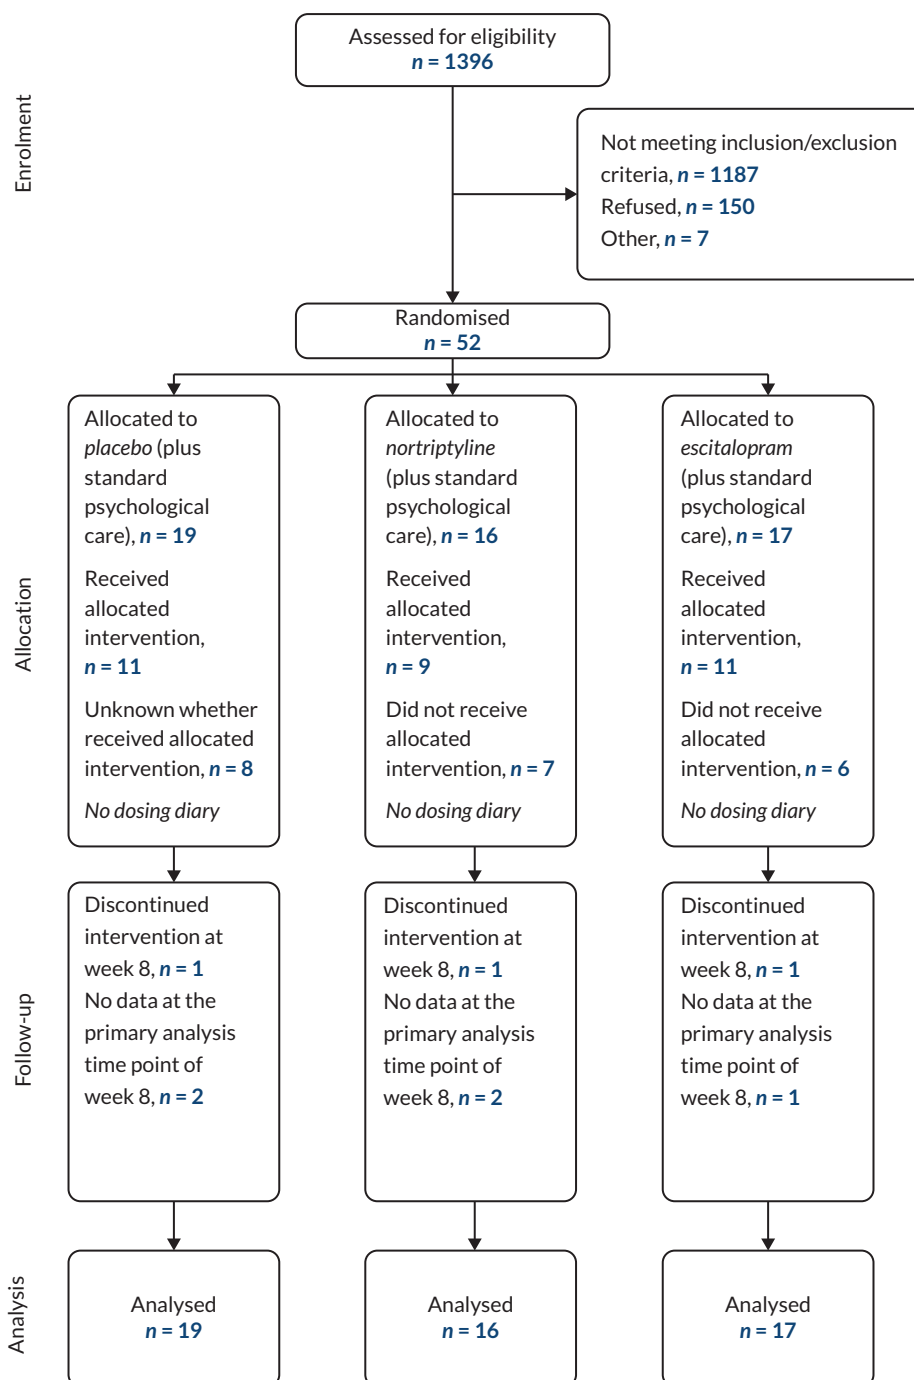 Enrolment
Assessed for eligibility
n = 1396
Not meeting inclusion/exclusion
criteria, n = 1187
Refused, n = 150
Other, n = 7
Randomised
n = 52
Allocation
Allocated to
placebo (plus
standard
psychological
care), n = 19
Received
allocated
intervention,
n = 11
Unknown whether
received allocated
intervention, n = 8
No dosing diary
Allocated to
nortriptyline
(plus standard
psychological
care), n = 16
Received
allocated
intervention,
n = 9
Did not receive
allocated
intervention, n = 7
No dosing diary
Allocated to
escitalopram
(plus standard
psychological
care), n = 17
Received
allocated
intervention,
n = 11
Did not receive
allocated
intervention, n = 6
No dosing diary
Follow-up
Discontinued
intervention at
week 8, n = 1
No data at the
primary analysis
time point of
week 8, n = 2
Discontinued
intervention at
week 8, n = 1
No data at the
primary analysis
time point of
week 8, n = 2
Discontinued
intervention at
week 8, n = 1
No data at the
primary analysis
time point of
week 8, n = 1
Analysis
Analysed
n = 19
Analysed
n = 16
Analysed
n = 17